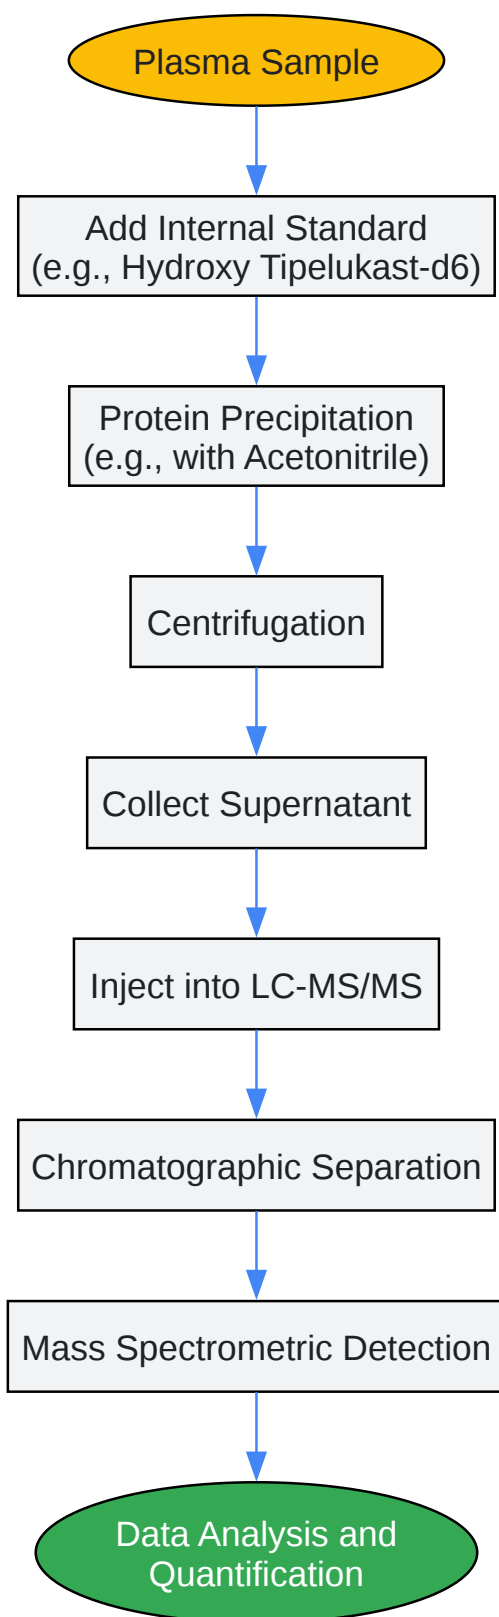 Plasma Sample
Add Internal Standard
(e.g., Hydroxy Tipelukast-d6)
Protein Precipitation
(e.g., with Acetonitrile)
Centrifugation
Collect Supernatant
Inject into LC-MS/MS
Chromatographic Separation
Mass Spectrometric Detection
Data Analysis and
Quantification